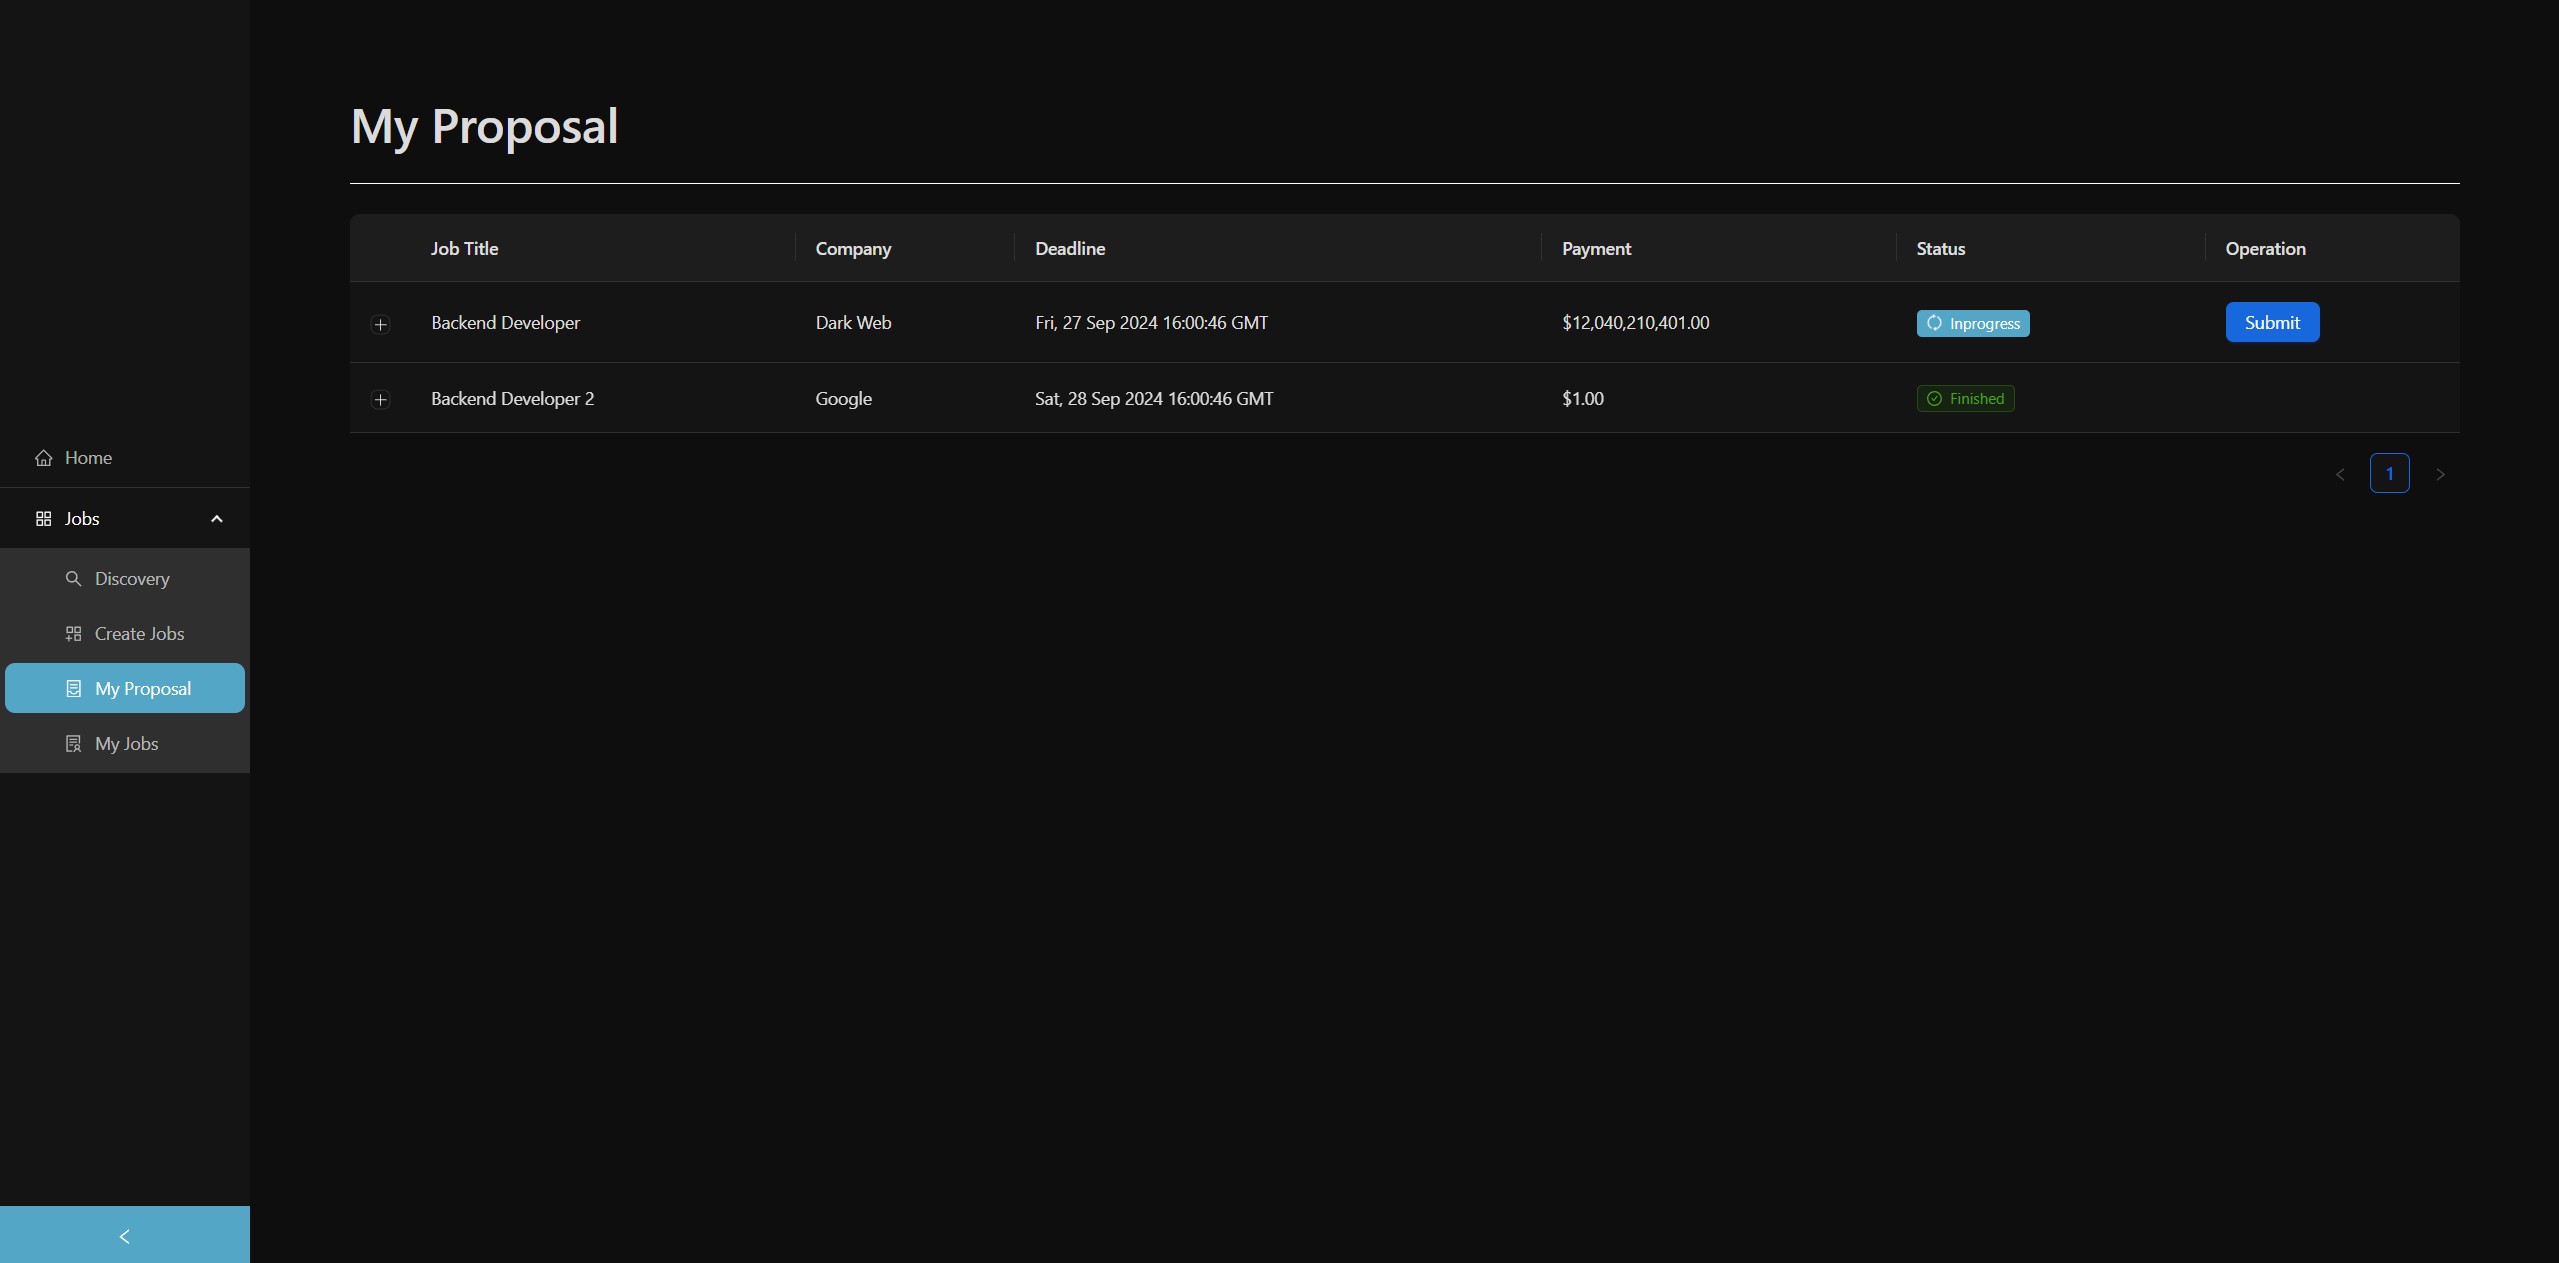 My Proposal
Job Title Company Deadline Payment Status Operation
Backend Developer Dark Web Fri, 27 Sep 2024 16:00:46 GMT $12,040,210,401.00 Inprogress Submit
Backend Developer 2 Google Sat, 28 Sep 2024 16:00:46 GMT $1.00 Finished
1
Home
Jobs
Discovery
Create Jobs
My Proposal
My Jobs